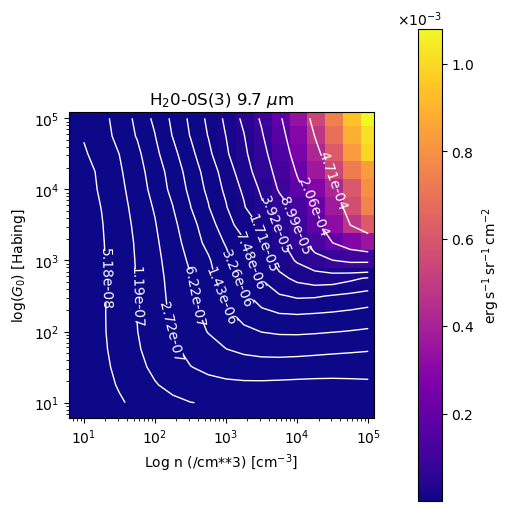 ×10⁻³
H₂0-0S(3) 9.7 μm
10⁵
10⁴
10³
10²
10¹
log(G₀) [Habing]
5.18e-08
1.19e-07
2.72e-07
6.22e-07
1.43e-06
3.26e-06
7.48e-06
1.71e-05
3.92e-05
8.99e-05
2.06e-04
4.71e-04
10¹ 10² 10³ 10⁴ 10⁵
Log n (/cm**3) [cm⁻³]
1.0
0.8
0.6
0.4
0.2
erg s⁻¹ sr⁻¹ cm⁻²